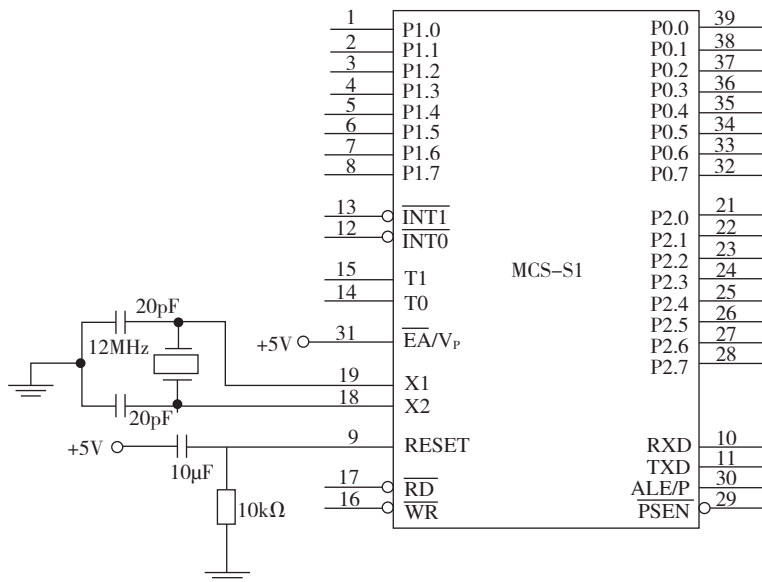 1 P1.0 P0.0 39
2 P1.1 P0.1 38
3 P1.2 P0.2 37
4 P1.3 P0.3 36
5 P1.4 P0.4 35
6 P1.5 P0.5 34
7 P1.6 P0.6 33
8 P1.7 P0.7 32
13 INT1 P2.0 21
12 INT0 P2.1 22
MCS-S1 P2.2 23
15 T1 P2.3 24
14 T0 P2.4 25
20pF P2.5 26
+5V 31 EA/VP P2.6 27
12MHz P2.7 28
19 X1
18 X2
20pF
+5V 9 RESET RXD 10
10μF TXD 11
17 RD ALE/P 30
16 WR PSEN 29
10kΩ